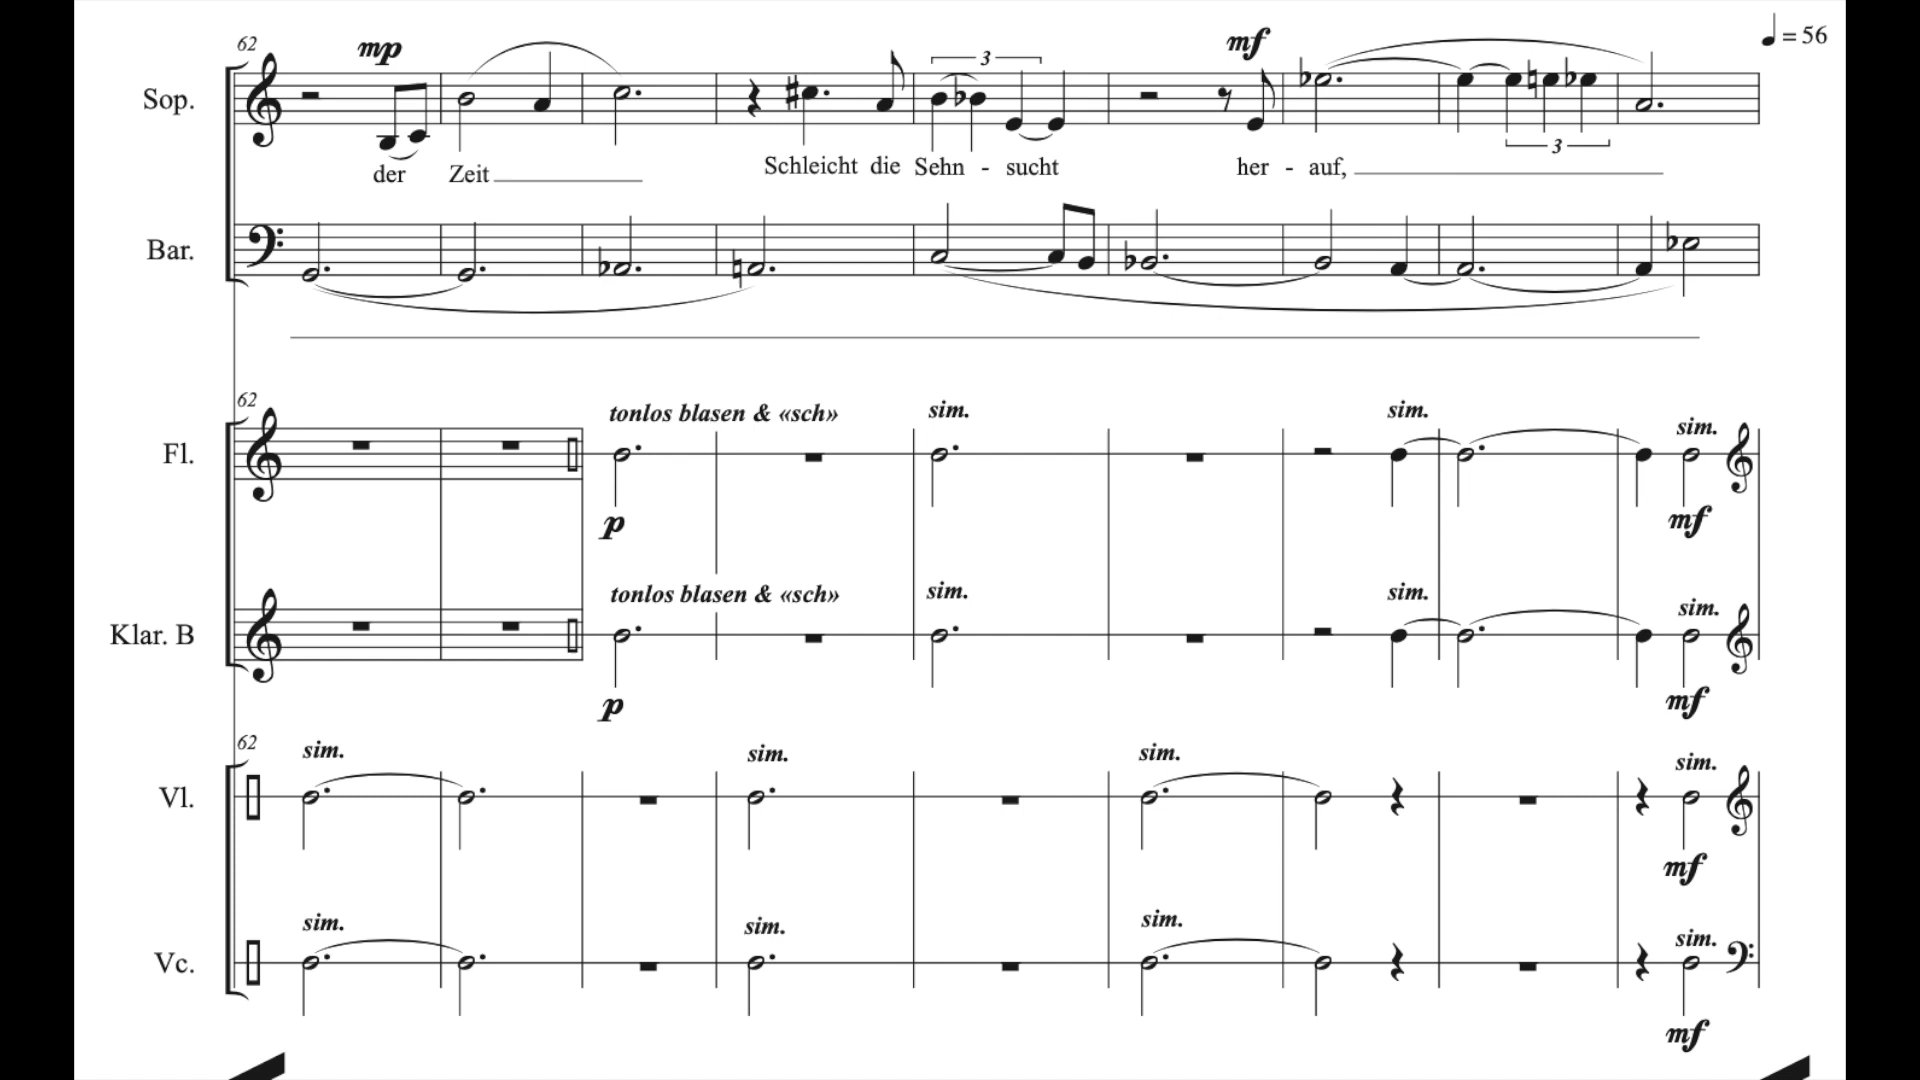 62 mp mf ♩ = 56
3
Sop.
3
der Zeit Schleicht die Sehn - sucht her - auf,
Bar.
62
tonlos blasen & «sch» sim. sim. sim.
Fl.
p mf
tonlos blasen & «sch» sim. sim. sim.
Klar. B
p mf
62 sim. sim. sim. sim.
Vl.
mf
sim. sim. sim. sim.
Vc.
mf